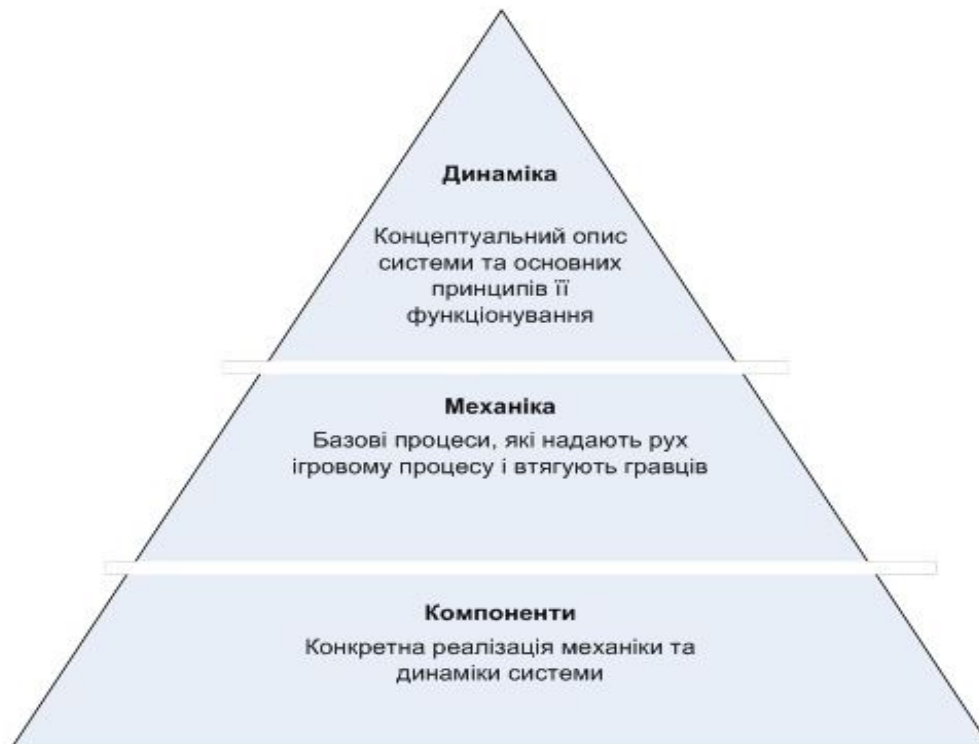 Динаміка
Концептуальний опис
системи та основних
принципів її
функціонування
Механіка
Базові процеси, які надають рух
ігровому процесу і втягують гравців
Компоненти
Конкретна реалізація механіки та
динаміки системи